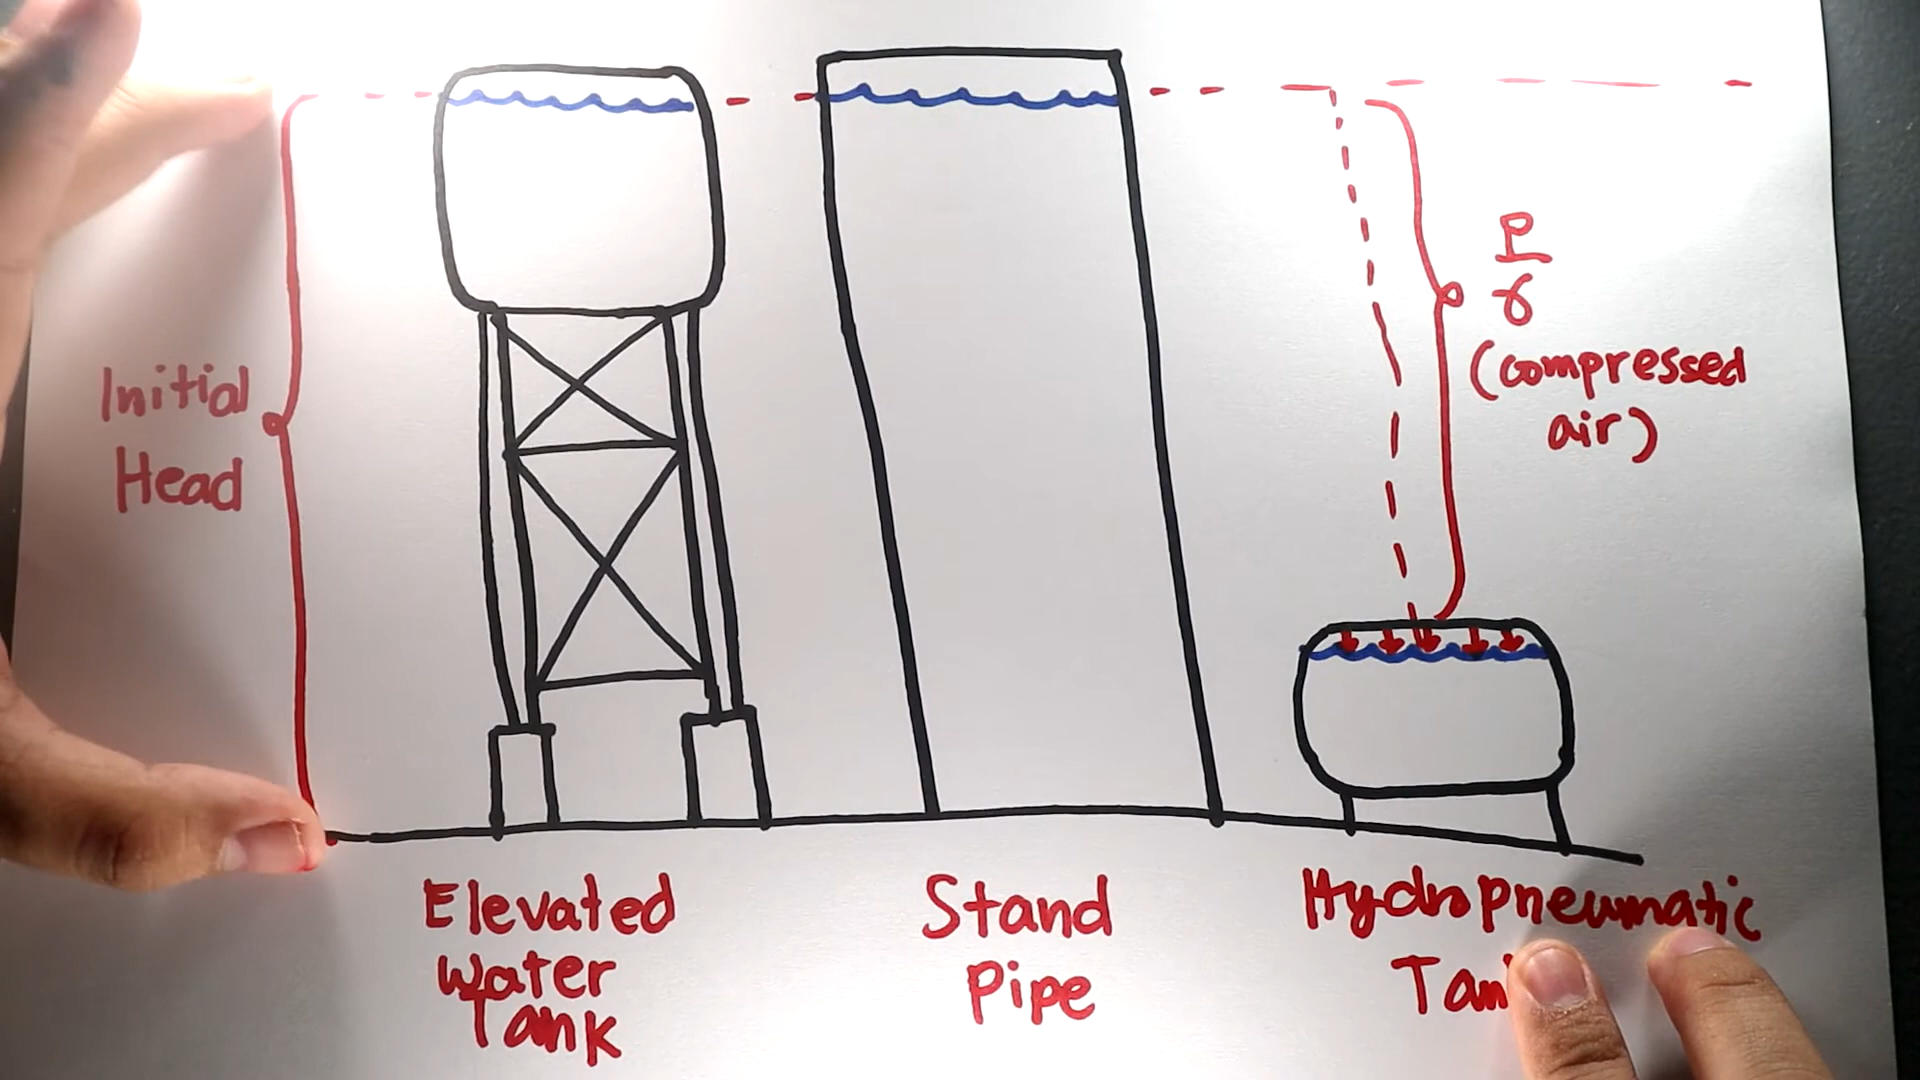 Initial
Head
P
γ
(compressed
air)
Elevated
Water
Tank
Stand
Pipe
Hydropneumatic